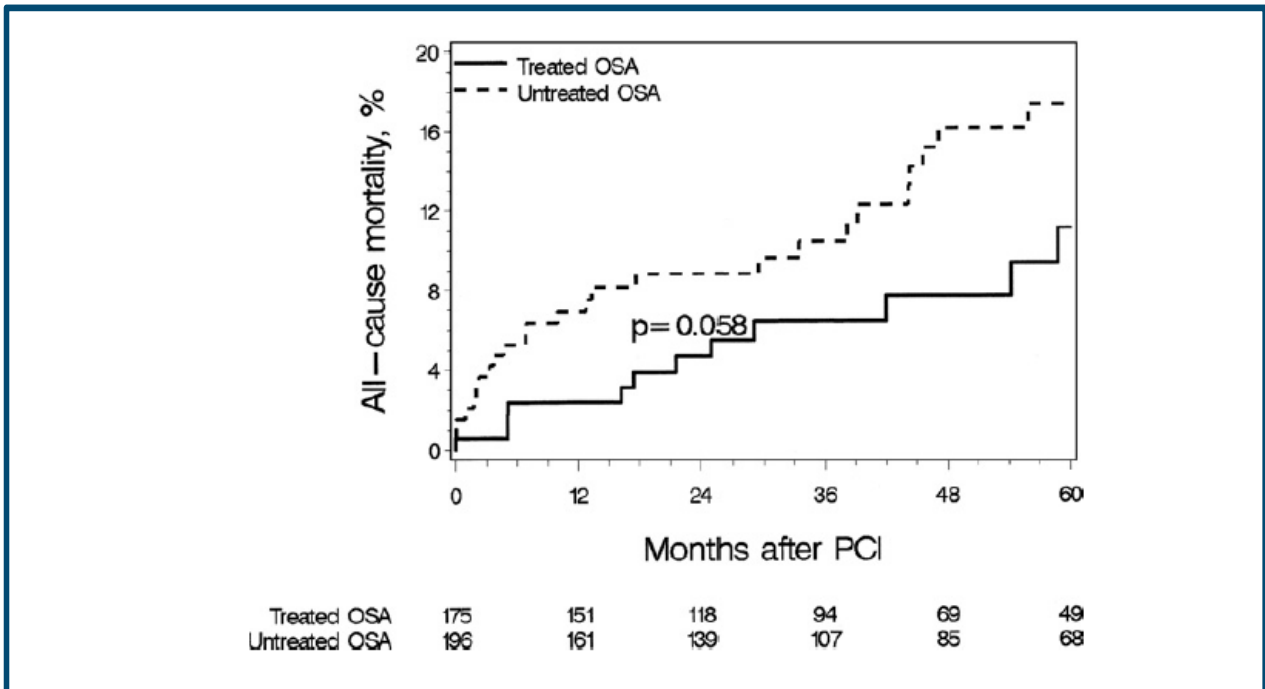 All-cause mortality, %
20
16
12
8
4
0
Treated OSA
Untreated OSA
p= 0.058
0 12 24 36 48 60
Months after PCI
Treated OSA 175 151 118 94 69 49
Untreated OSA 196 161 139 107 85 68